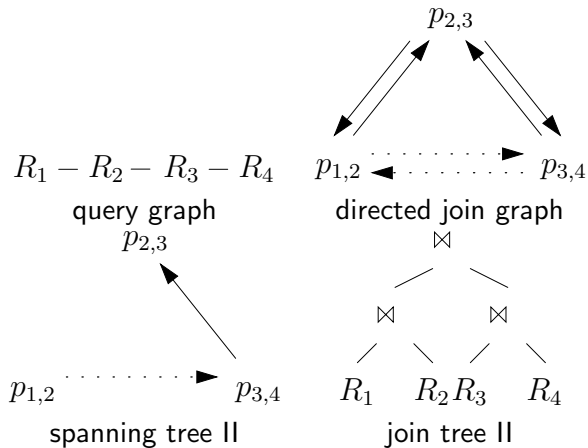 p2,3
R1 − R2 − R3 − R4
p1,2 p3,4
query graph
directed join graph
p2,3
⋈
⋈ ⋈
p1,2 p3,4
R1 R2 R3 R4
spanning tree II
join tree II